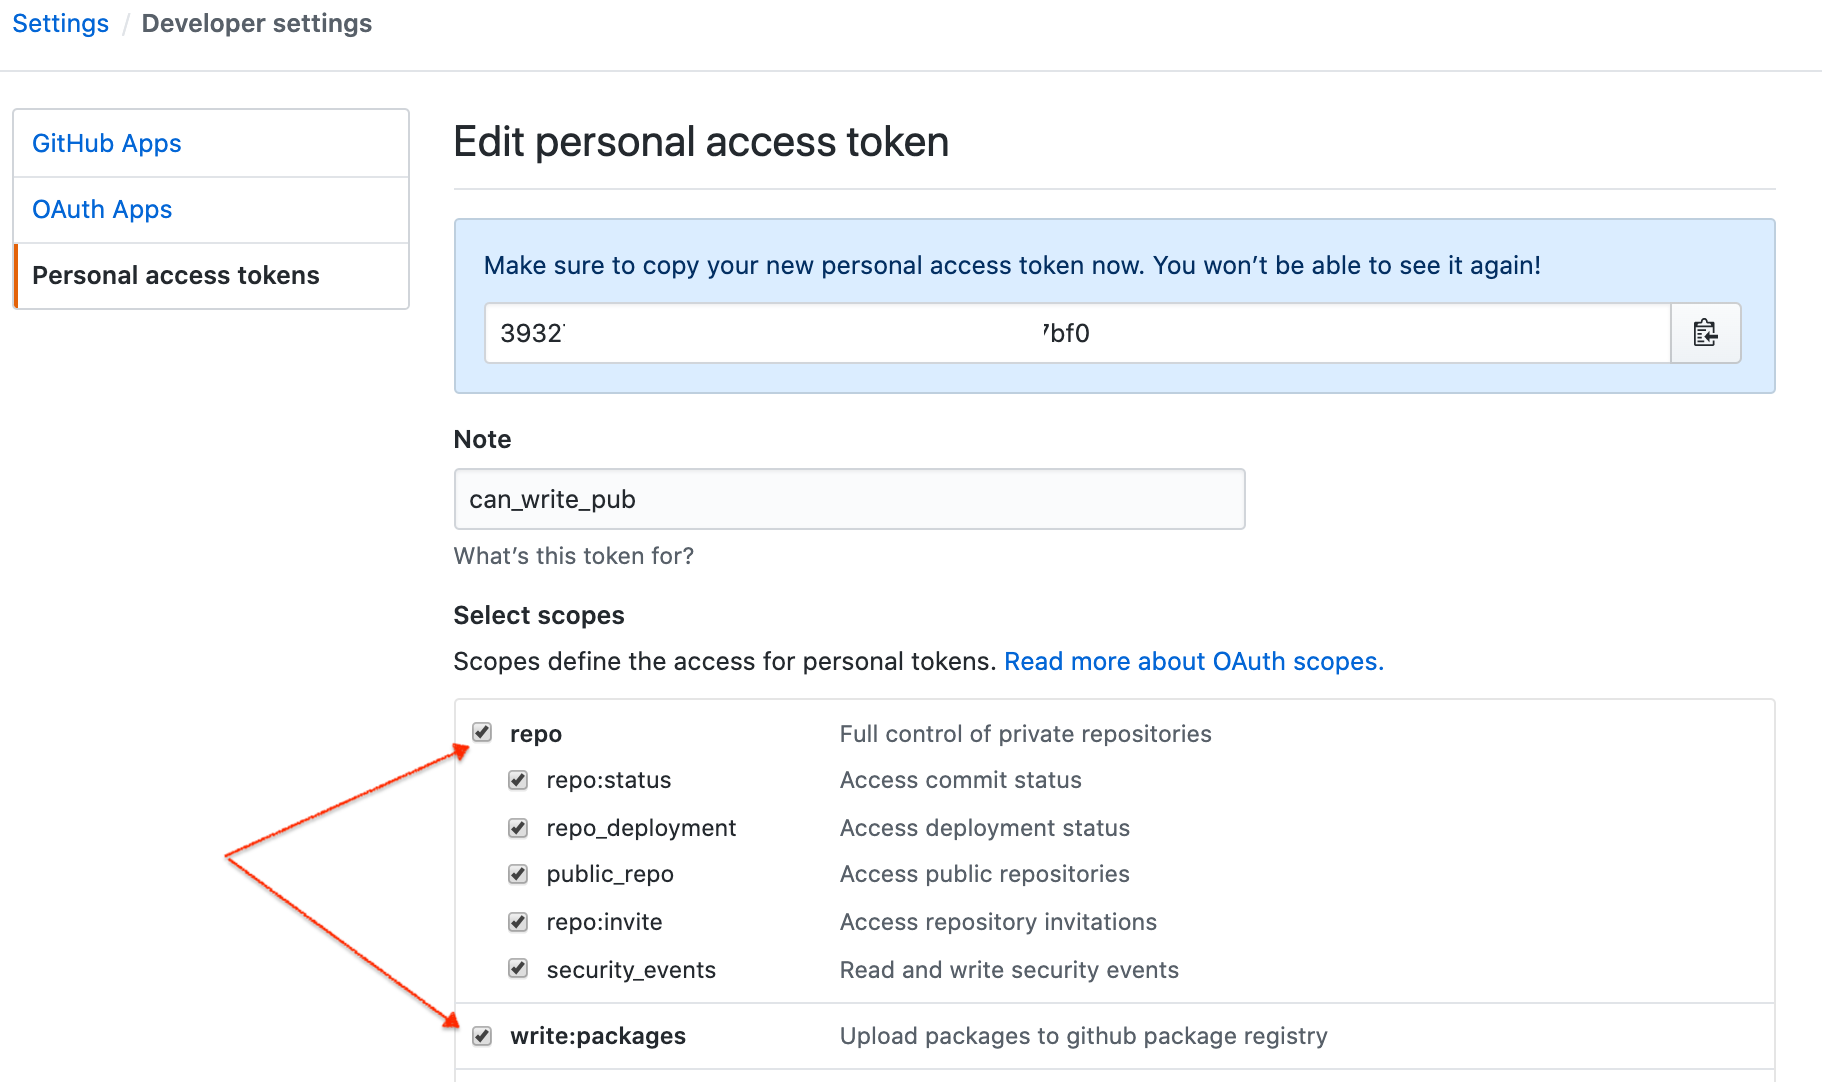 Settings / Developer settings
GitHub Apps
OAuth Apps
Personal access tokens
Edit personal access token
Make sure to copy your new personal access token now. You won’t be able to see it again!
3932 7bf0
Note
can_write_pub
What’s this token for?
Select scopes
Scopes define the access for personal tokens. Read more about OAuth scopes.
repo Full control of private repositories
repo:status Access commit status
repo_deployment Access deployment status
public_repo Access public repositories
repo:invite Access repository invitations
security_events Read and write security events
write:packages Upload packages to github package registry